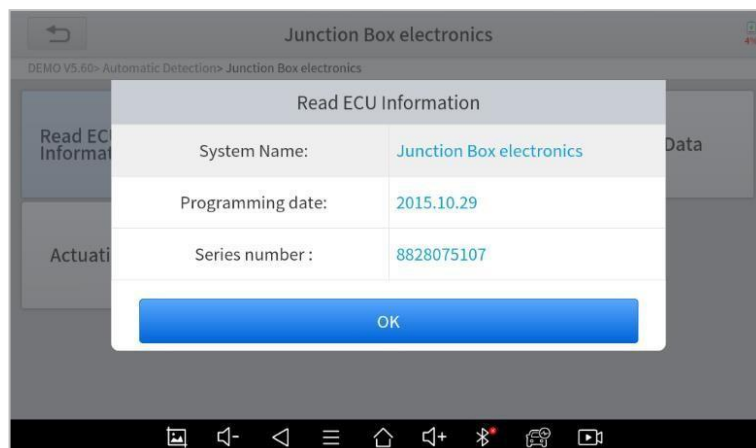 Junction Box electronics
4%
DEMO V5.60> Automatic Detection> Junction Box electronics
Read ECU Information
System Name: Junction Box electronics
Programming date: 2015.10.29
Series number : 8828075107
OK
Read EC
Informat
Data
Actuati